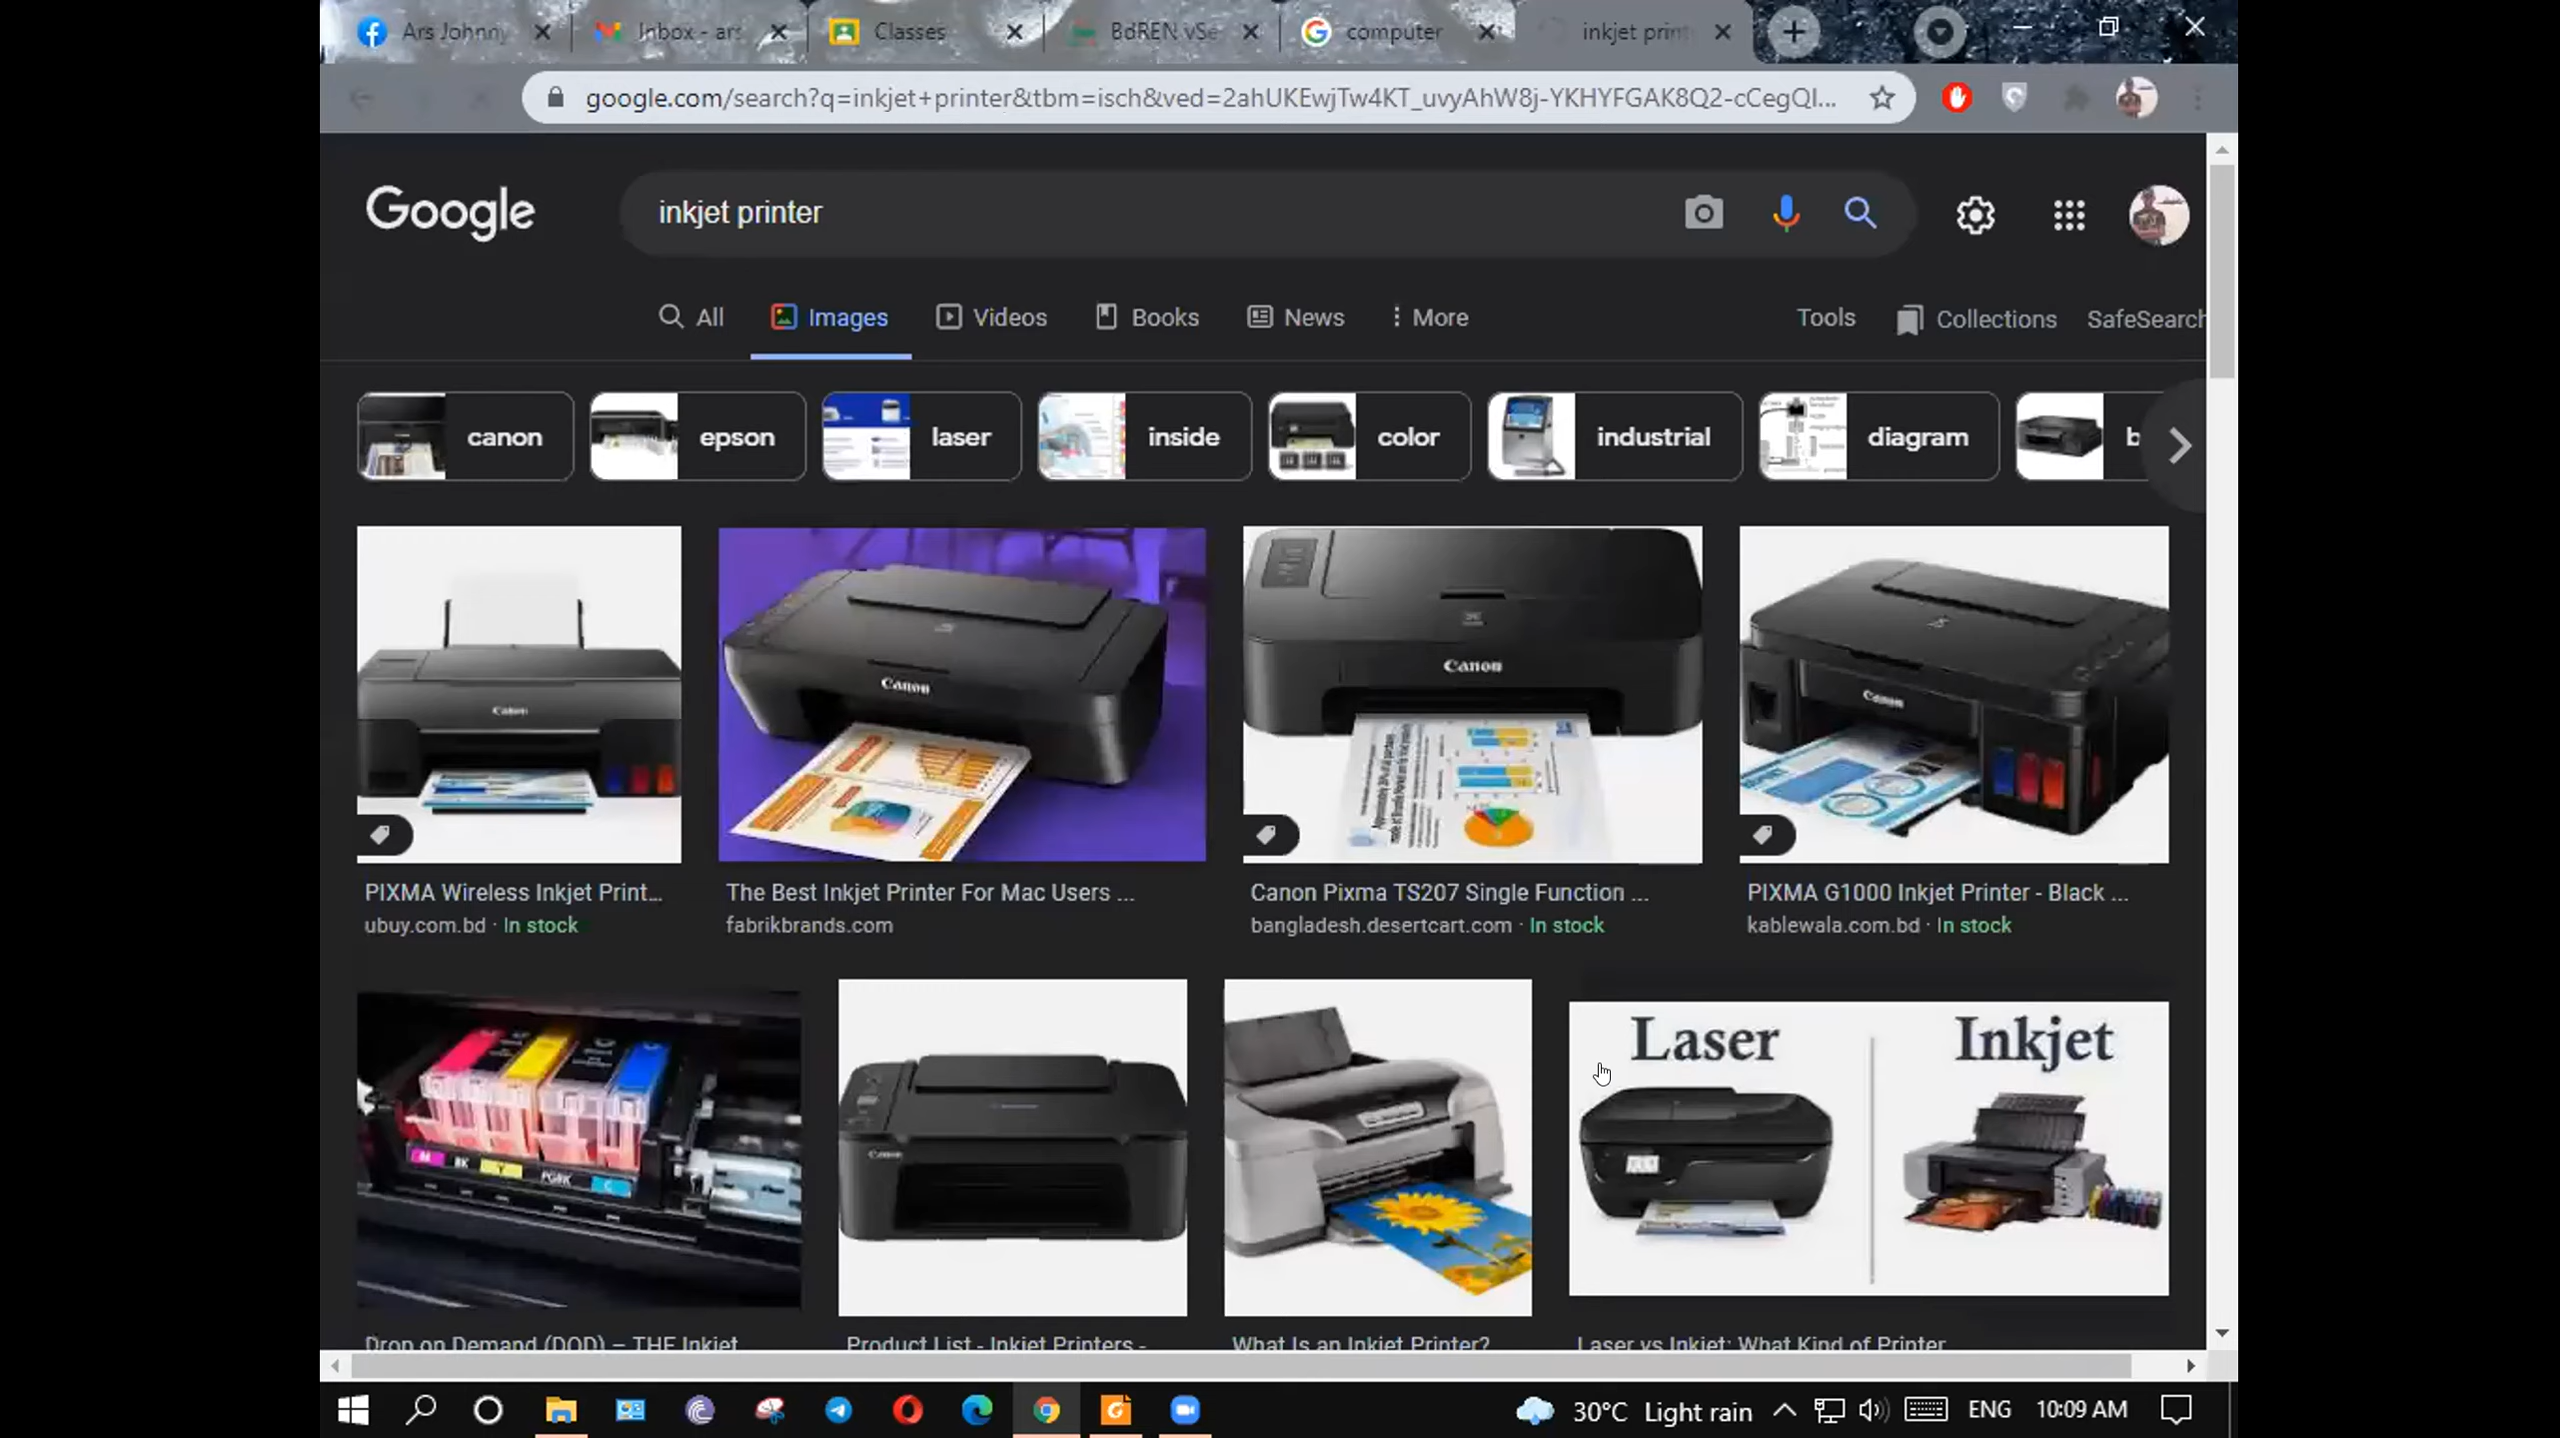 Ars Johnny
Inbox - ars
Classes
BdREN vSe
computer
inkjet print
google.com/search?q=inkjet+printer&tbm=isch&ved=2ahUKEwjTw4KT_uvyAhW8j-YKHYFGAK8Q2-cCegQI...
Google
inkjet printer
All
Images
Videos
Books
News
More
Tools
Collections
SafeSearch
canon
epson
laser
inside
color
industrial
diagram
b
Canon
Canon
Canon
Canon
PIXMA Wireless Inkjet Print...
The Best Inkjet Printer For Mac Users ...
Canon Pixma TS207 Single Function ...
PIXMA G1000 Inkjet Printer - Black ...
ubuy.com.bd · In stock
fabrikbrands.com
bangladesh.desertcart.com · In stock
kablewala.com.bd · In stock
M BK Y PGBK C
Canon
Laser
Inkjet
Drop on Demand (DOD) – THE Inkjet
Product List - Inkjet Printers -
What Is an Inkjet Printer?
Laser vs Inkjet: What Kind of Printer
30°C Light rain
ENG
10:09 AM